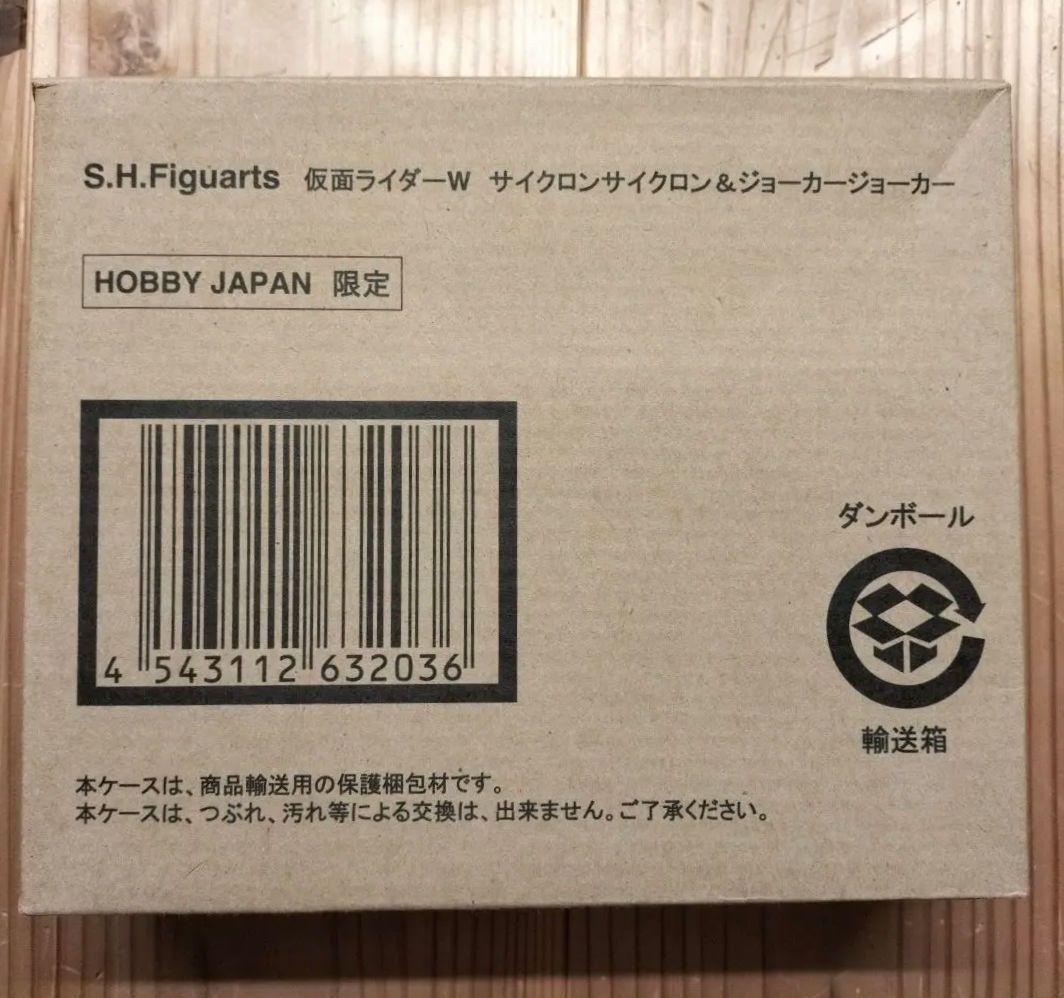 S.H.Figuarts 仮面ライダーW サイクロンサイクロン＆ジョーカージョーカー
HOBBY JAPAN 限定
4 543112 632036
ダンボール
輸送箱
本ケースは、商品輸送用の保護梱包材です。
本ケースは、つぶれ、汚れ等による交換は、出来ません。ご了承ください。